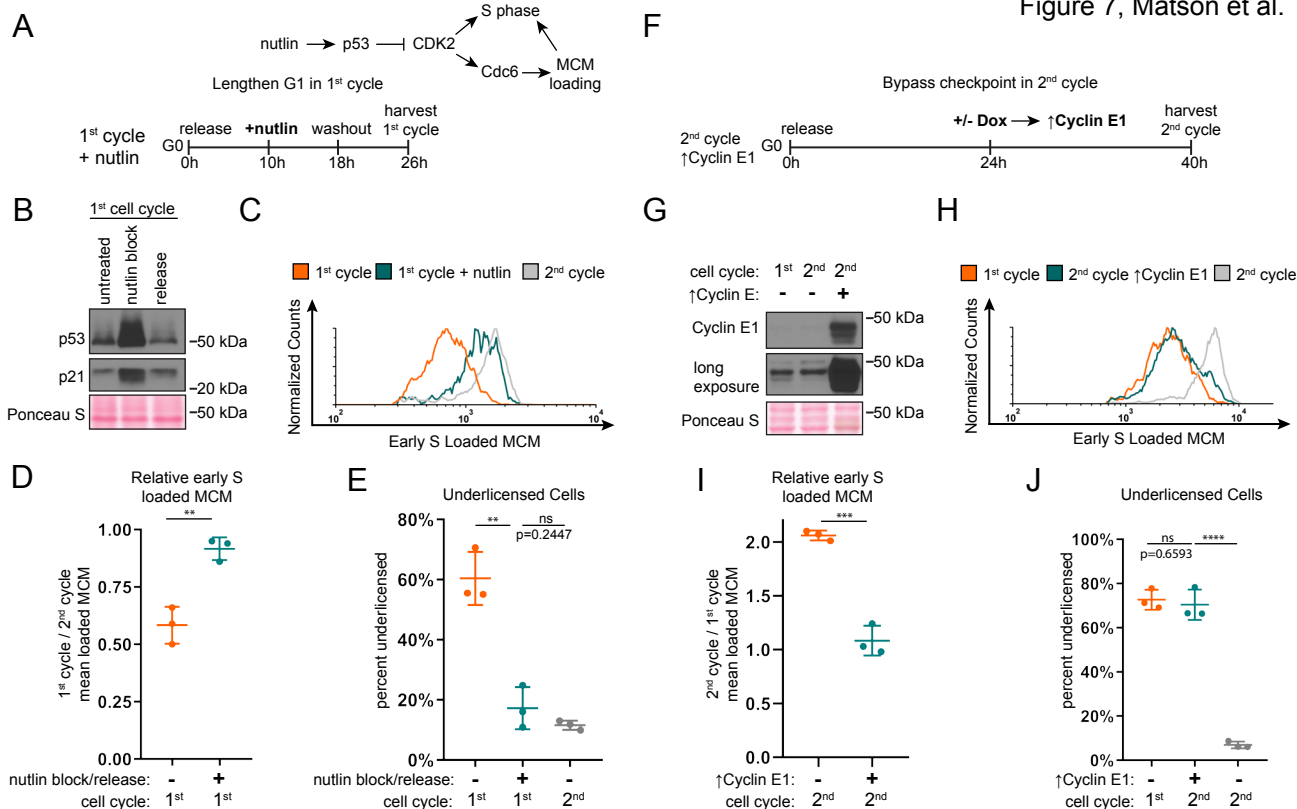 Figure 7, Matson et al.
A
nutlin p53 CDK2
S phase
Cdc6
MCM
loading
Lengthen G1 in 1st cycle
1st cycle
+ nutlin
G0
release +nutlin washout harvest
1st cycle
0h 10h 18h 26h
B
1st cell cycle
untreated
nutlin block
release
p53
p21
Ponceau S
–50 kDa
–20 kDa
–50 kDa
C
1st cycle 1st cycle + nutlin 2nd cycle
Normalized Counts
10² 10³ 10⁴
Early S Loaded MCM
D
Relative early S
loaded MCM
**
1st cycle / 2nd cycle
mean loaded MCM
1.00
0.75
0.50
0.25
0.00
nutlin block/release: - +
cell cycle: 1st 1st
E
Underlicensed Cells
** ns
p=0.2447
percent underlicensed
80%
60%
40%
20%
0%
nutlin block/release: - + -
cell cycle: 1st 1st 2nd
F
Bypass checkpoint in 2nd cycle
2nd cycle
↑Cyclin E1
G0
release
+/- Dox ↑Cyclin E1
harvest
2nd cycle
0h 24h 40h
G
cell cycle: 1st 2nd 2nd
↑Cyclin E: - - +
Cyclin E1
long
exposure
Ponceau S
–50 kDa
–50 kDa
–50 kDa
H
1st cycle 2nd cycle ↑Cyclin E1 2nd cycle
Normalized Counts
10² 10³ 10⁴
Early S Loaded MCM
I
Relative early S
loaded MCM
***
2nd cycle / 1st cycle
mean loaded MCM
2.0
1.5
1.0
0.5
0.0
↑Cyclin E1: - +
cell cycle: 2nd 2nd
J
Underlicensed Cells
ns ****
p=0.6593
percent underlicensed
100%
80%
60%
40%
20%
0%
↑Cyclin E1: - + -
cell cycle: 1st 2nd 2nd